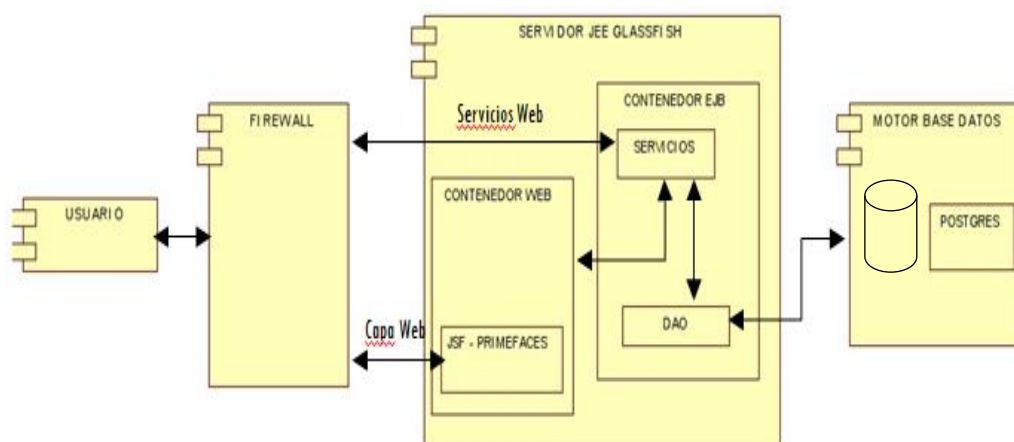 SERVIDOR JEE GLASSFISH
CONTENEDOR EJB
Servicios Web
FIREWALL
MOTOR BASE DATOS
SERVICIOS
CONTENEDOR WEB
USUARIO
POSTGRES
DAO
Capa Web
JSF - PRIMEFACES